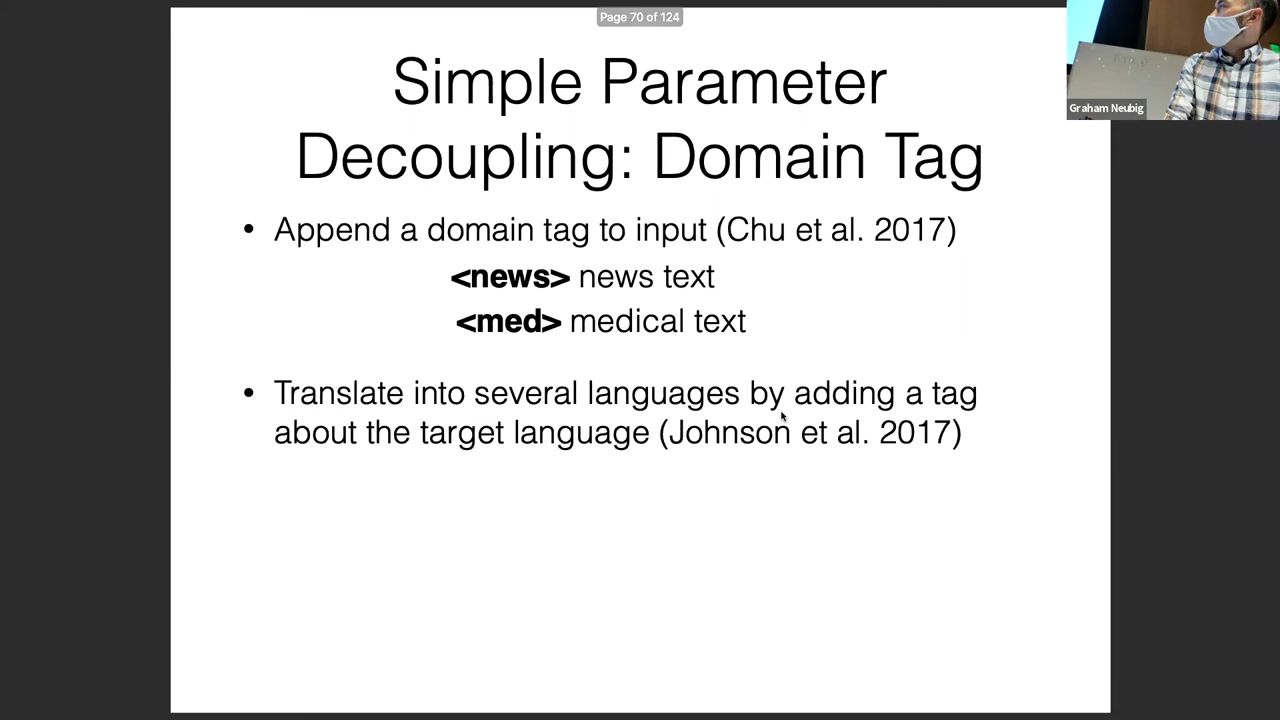 Page 70 of 124
Simple Parameter
Decoupling: Domain Tag
Graham Neubig
• Append a domain tag to input (Chu et al. 2017)
<news> news text
<med> medical text
• Translate into several languages by adding a tag
about the target language (Johnson et al. 2017)